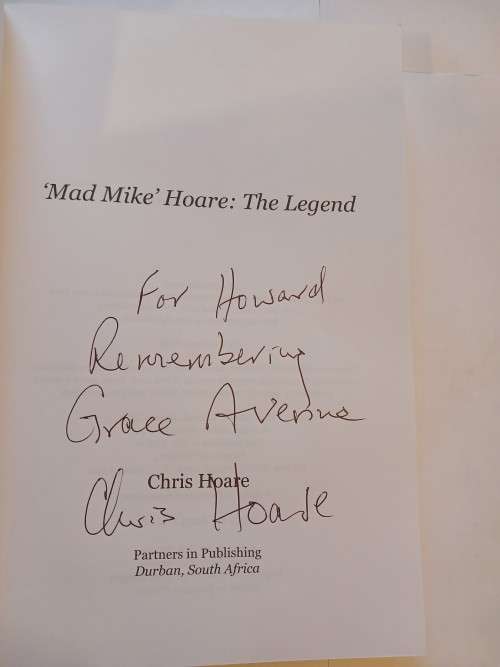 ‘Mad Mike’ Hoare: The Legend
For Howard
Remembering
Grace Avenue
Chris Hoare
Chris Hoare
Partners in Publishing
Durban, South Africa